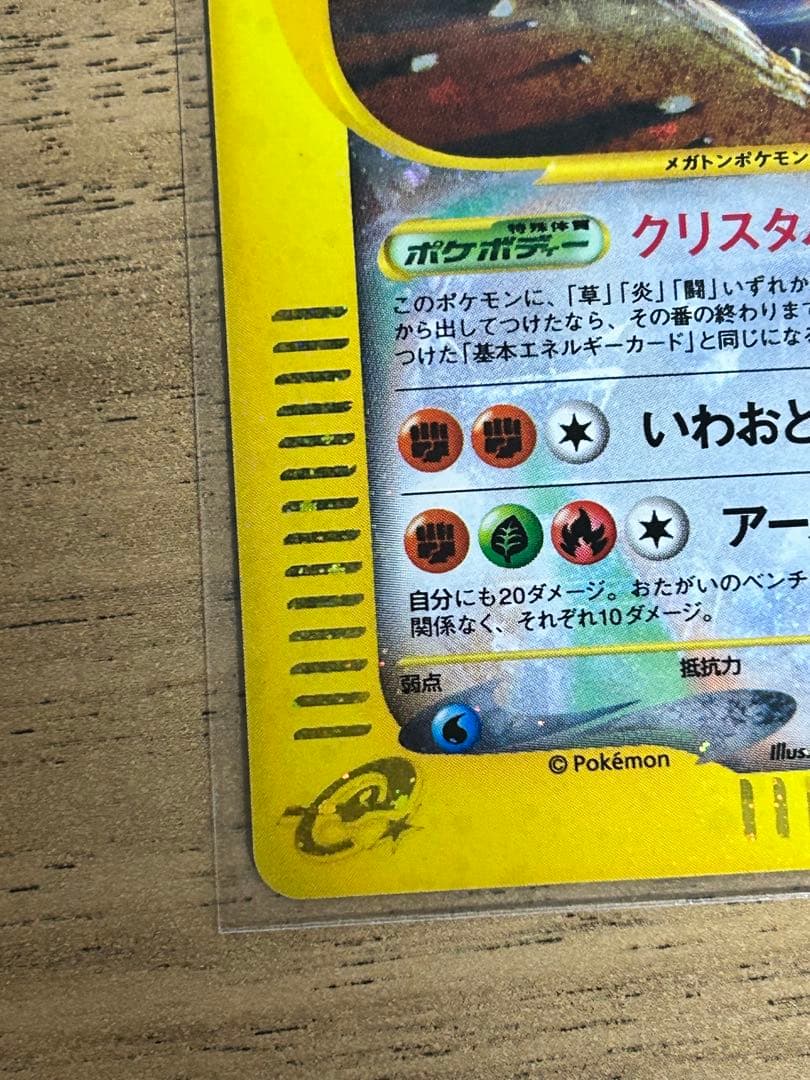 メガトンポケモン
特殊体質
ポケボディー
クリスタル
このポケモンに、「草」「炎」「闘」いずれか
から出してつけたなら、その番の終わりまで
つけた「基本エネルギーカード」と同じになる
いわおと
アー
自分にも20ダメージ。おたがいのベンチ
関係なく、それぞれ10ダメージ。
弱点
抵抗力
© Pokémon
Illus.
e